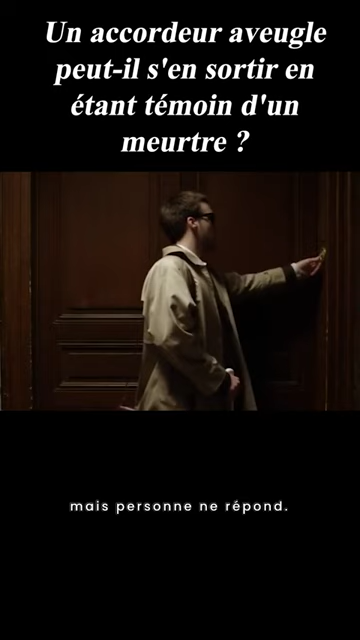 Un accordeur aveugle
peut-il s'en sortir en
étant témoin d'un
meurtre ?
mais personne ne répond.